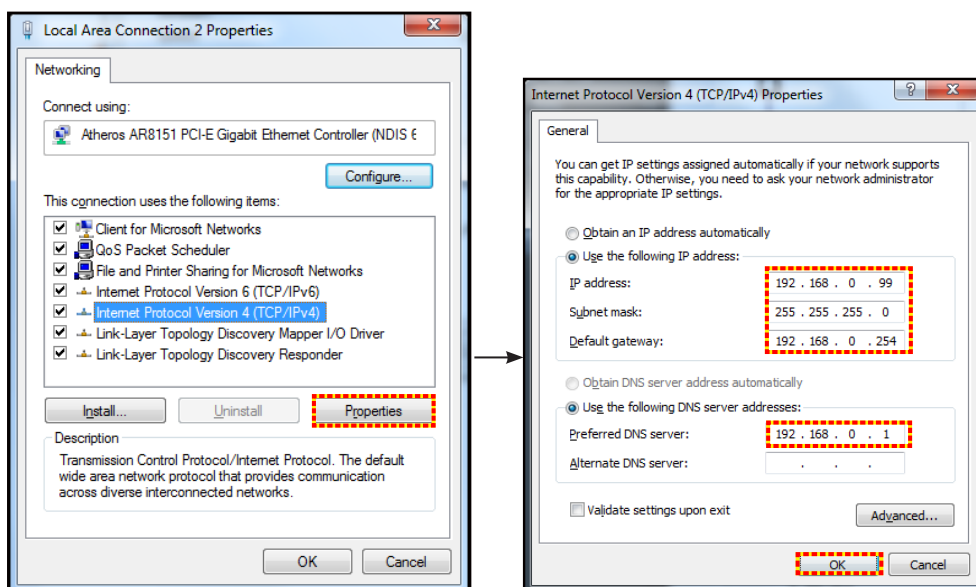 Local Area Connection 2 Properties
Networking
Connect using:
Atheros AR8151 PCI-E Gigabit Ethernet Controller (NDIS 6
Configure...
This connection uses the following items:
Client for Microsoft Networks
QoS Packet Scheduler
File and Printer Sharing for Microsoft Networks
Internet Protocol Version 6 (TCP/IPv6)
Internet Protocol Version 4 (TCP/IPv4)
Link-Layer Topology Discovery Mapper I/O Driver
Link-Layer Topology Discovery Responder
Install...
Uninstall
Properties
Description
Transmission Control Protocol/Internet Protocol. The default
wide area network protocol that provides communication
across diverse interconnected networks.
OK
Cancel
Internet Protocol Version 4 (TCP/IPv4) Properties
General
You can get IP settings assigned automatically if your network supports
this capability. Otherwise, you need to ask your network administrator
for the appropriate IP settings.
Obtain an IP address automatically
Use the following IP address:
IP address: 192 . 168 . 0 . 99
Subnet mask: 255 . 255 . 255 . 0
Default gateway: 192 . 168 . 0 . 254
Obtain DNS server address automatically
Use the following DNS server addresses:
Preferred DNS server: 192 . 168 . 0 . 1
Alternate DNS server: . . .
Validate settings upon exit
Advanced...
OK
Cancel